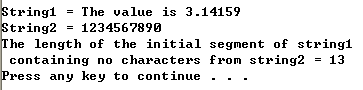 String1 = The value is 3.14159
String2 = 1234567890
The length of the initial segment of string1
 containing no characters from string2 = 13
Press any key to continue . . .